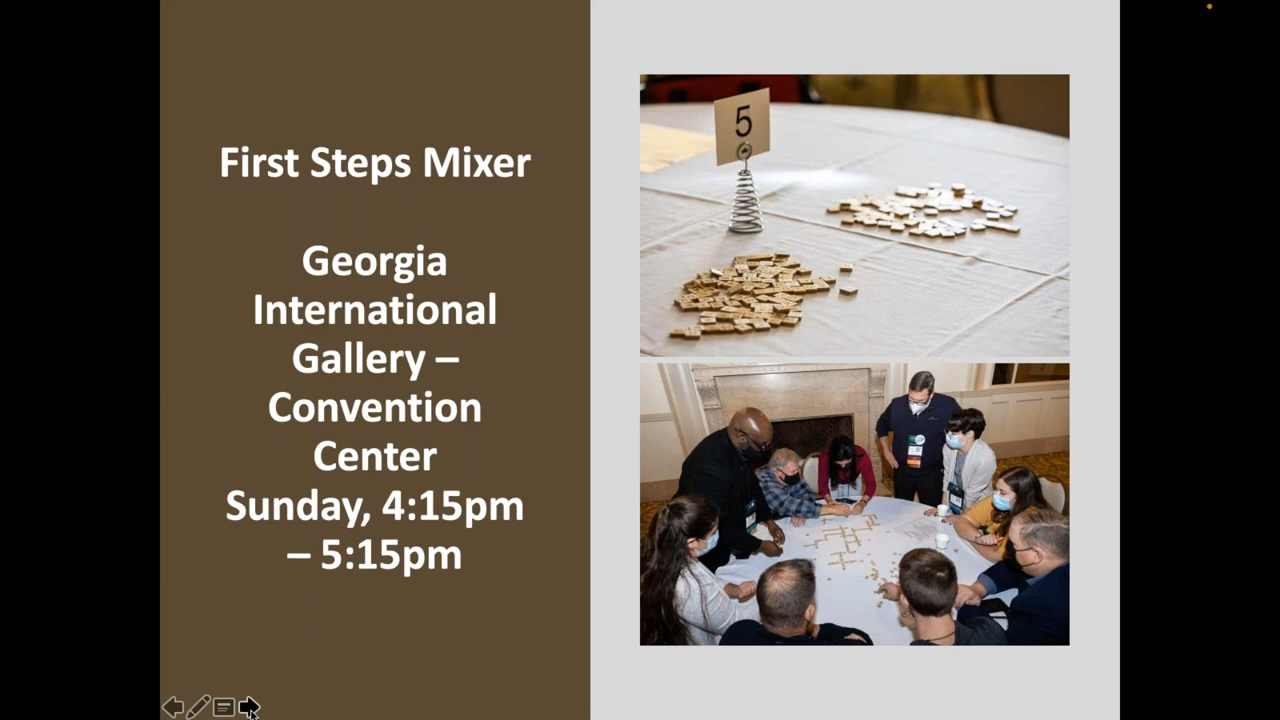 First Steps Mixer
Georgia
International
Gallery –
Convention
Center
Sunday, 4:15pm
– 5:15pm
5